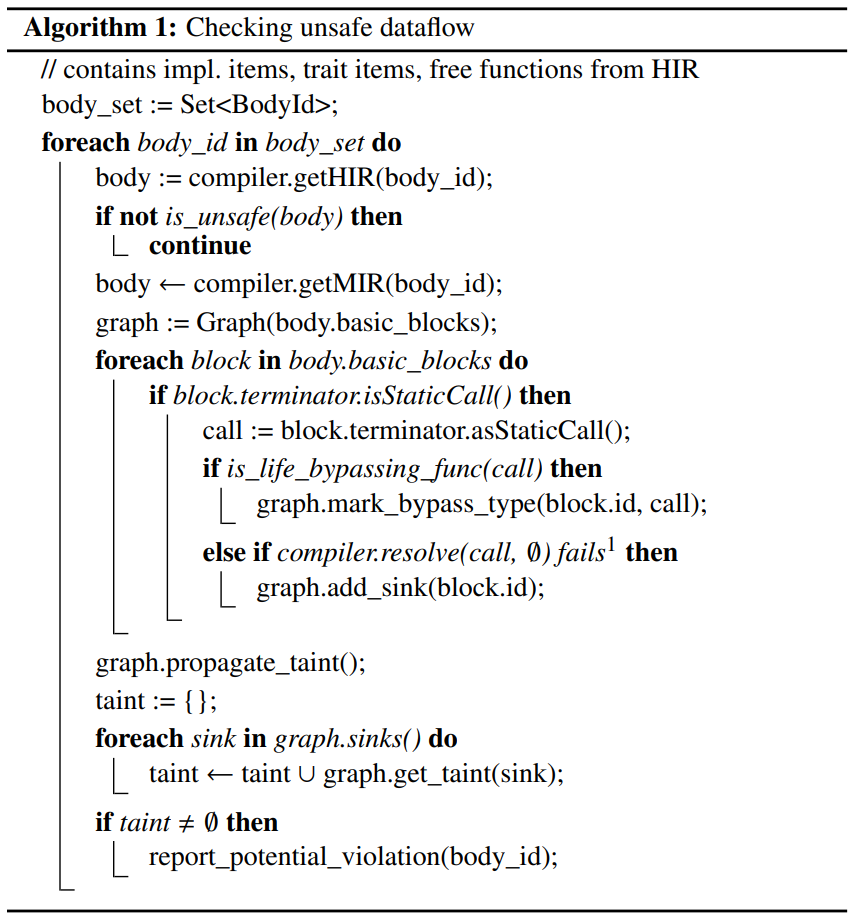 Algorithm 1: Checking unsafe dataflow
// contains impl. items, trait items, free functions from HIR
body_set := Set<BodyId>;
foreach body_id in body_set do
body := compiler.getHIR(body_id);
if not is_unsafe(body) then
continue
body ← compiler.getMIR(body_id);
graph := Graph(body.basic_blocks);
foreach block in body.basic_blocks do
if block.terminator.isStaticCall() then
call := block.terminator.asStaticCall();
if is_life_bypassing_func(call) then
graph.mark_bypass_type(block.id, call);
else if compiler.resolve(call, ∅) fails¹ then
graph.add_sink(block.id);
graph.propagate_taint();
taint := {};
foreach sink in graph.sinks() do
taint ← taint ∪ graph.get_taint(sink);
if taint ≠ ∅ then
report_potential_violation(body_id);